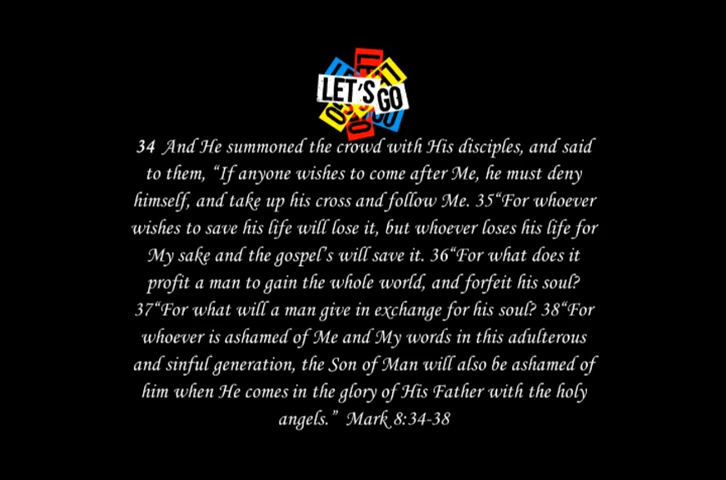 LET'S GO
34 And He summoned the crowd with His disciples, and said
to them, “If anyone wishes to come after Me, he must deny
himself, and take up his cross and follow Me. 35“For whoever
wishes to save his life will lose it, but whoever loses his life for
My sake and the gospel's will save it. 36“For what does it
profit a man to gain the whole world, and forfeit his soul?
37“For what will a man give in exchange for his soul? 38“For
whoever is ashamed of Me and My words in this adulterous
and sinful generation, the Son of Man will also be ashamed of
him when He comes in the glory of His Father with the holy
angels.” Mark 8:34-38